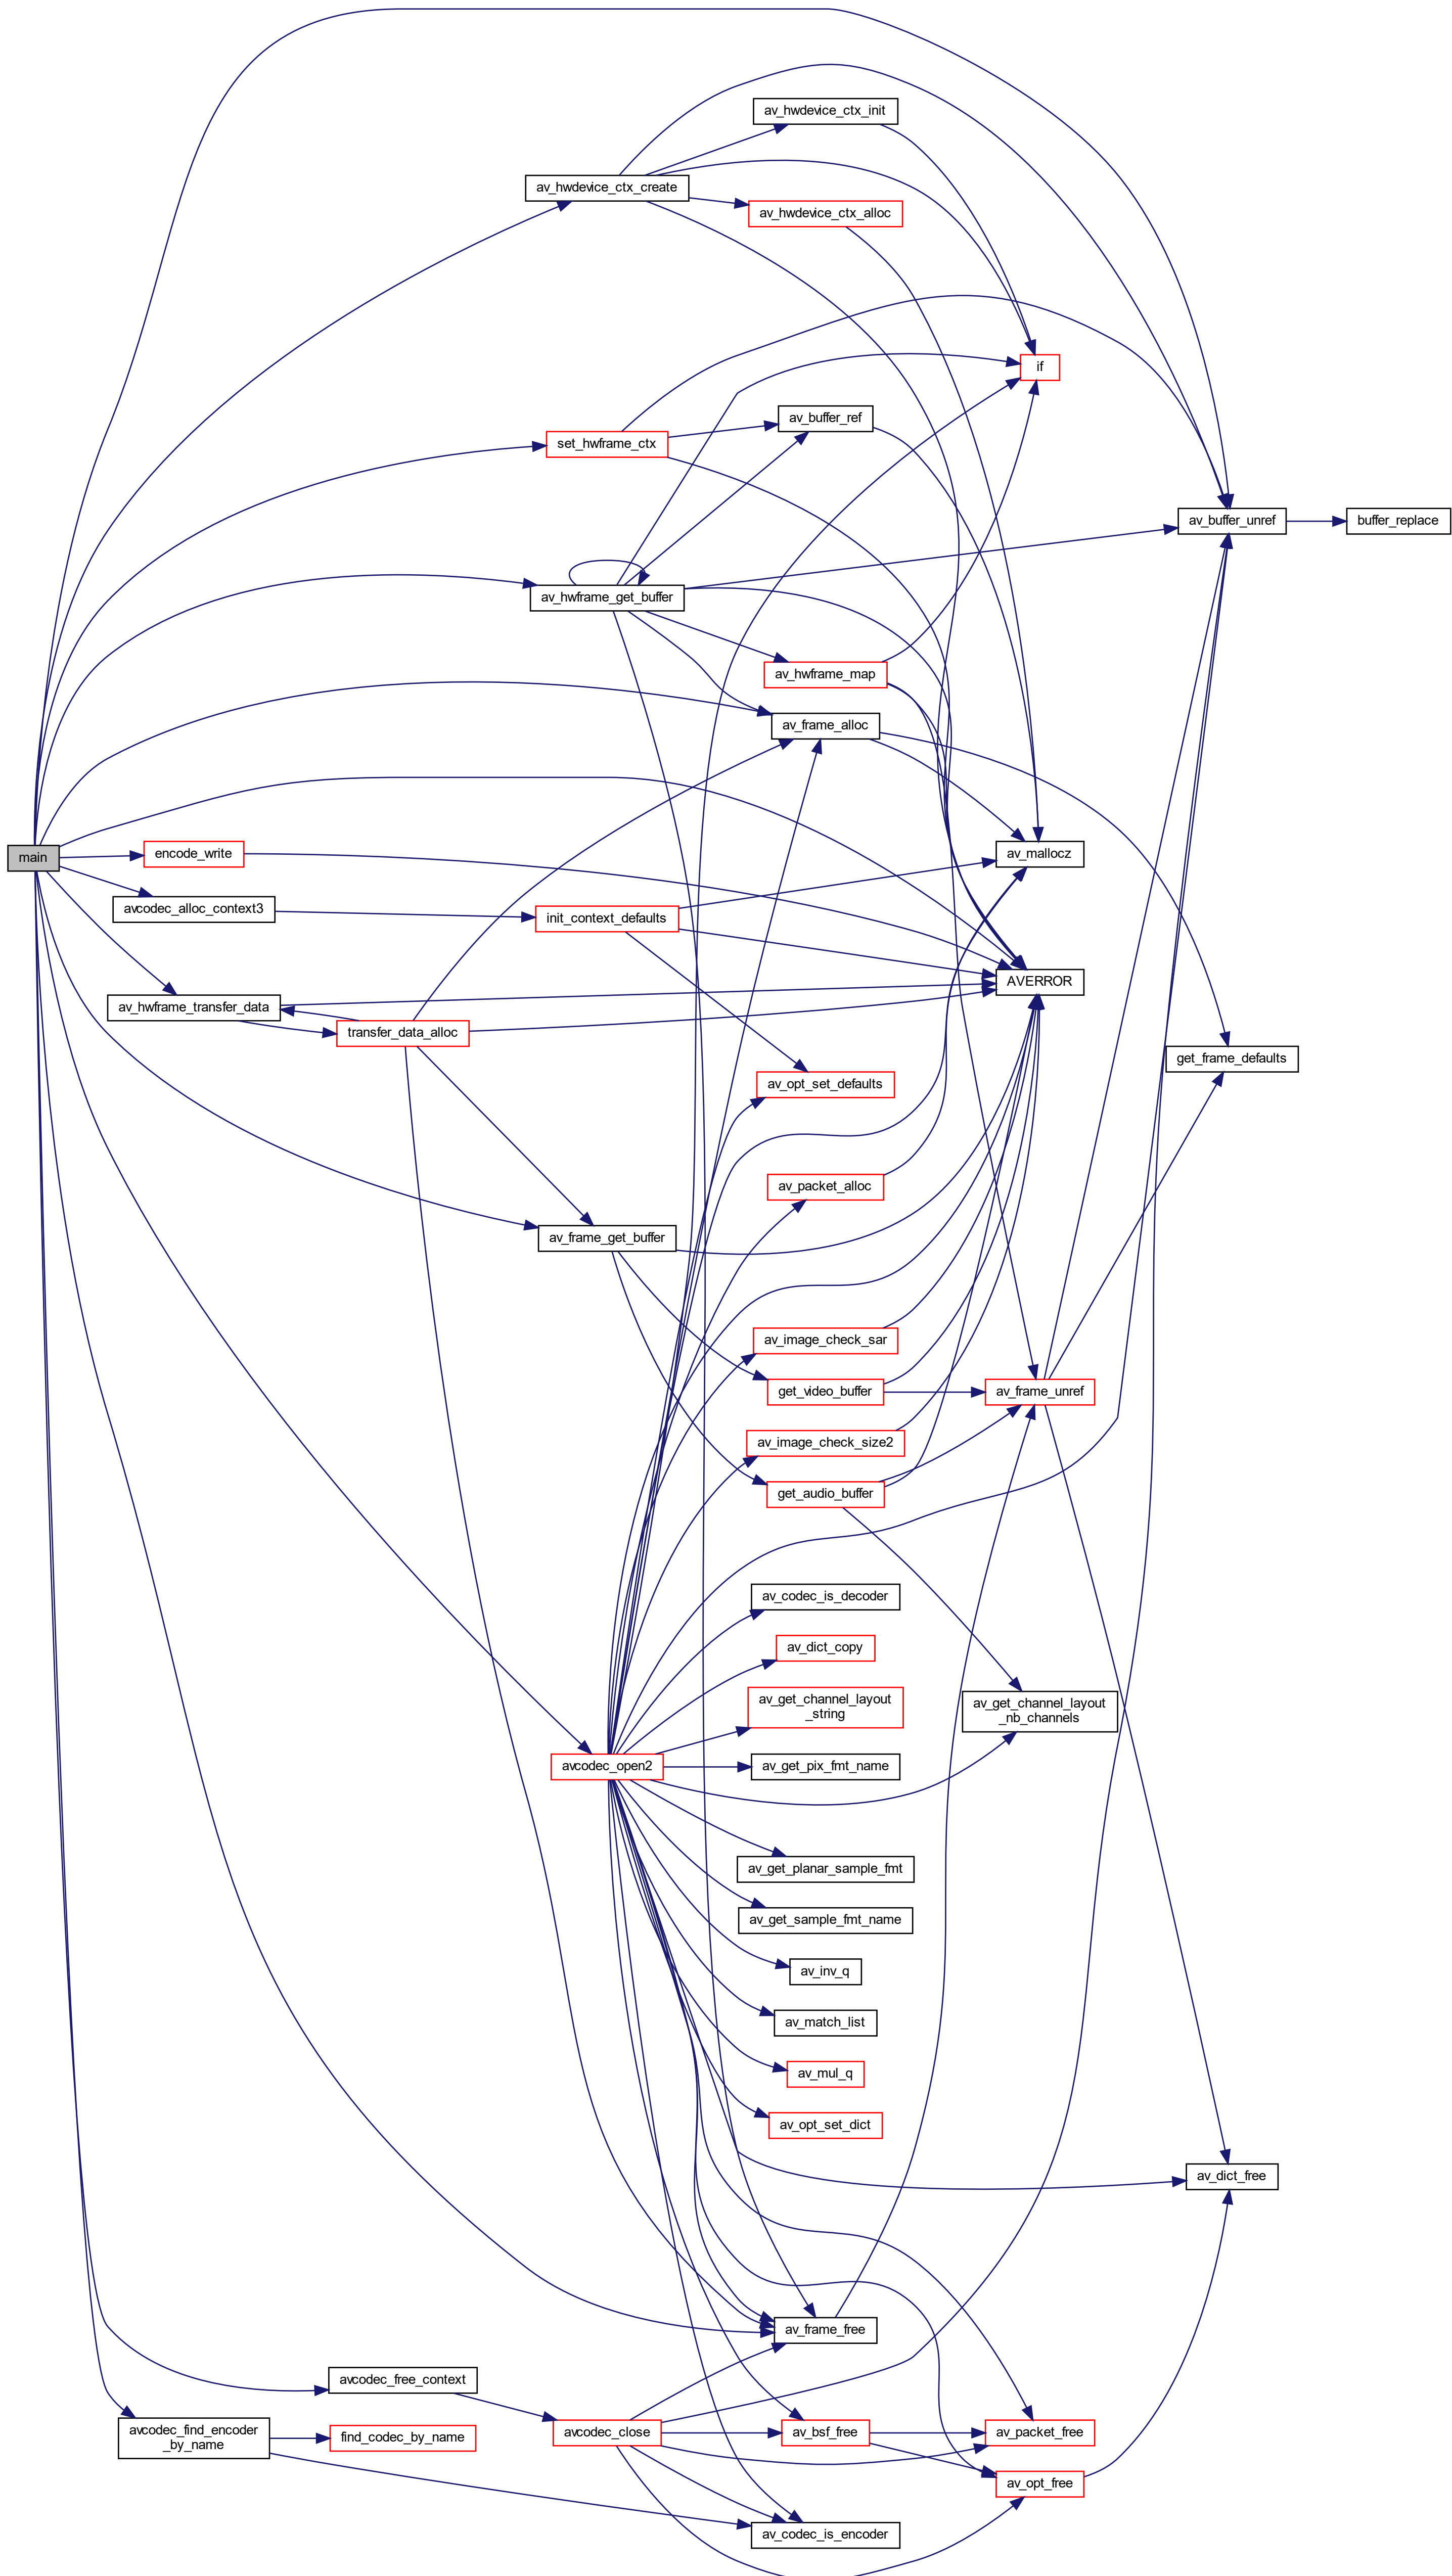 av_hwdevice_ctx_init
av_hwdevice_ctx_create
av_hwdevice_ctx_alloc
if
av_buffer_ref
set_hwframe_ctx
av_buffer_unref
buffer_replace
av_hwframe_get_buffer
av_hwframe_map
av_frame_alloc
main
encode_write
av_mallocz
avcodec_alloc_context3
init_context_defaults
AVERROR
av_hwframe_transfer_data
transfer_data_alloc
get_frame_defaults
av_opt_set_defaults
av_packet_alloc
av_frame_get_buffer
av_image_check_sar
get_video_buffer
av_frame_unref
av_image_check_size2
get_audio_buffer
av_codec_is_decoder
av_dict_copy
av_get_channel_layout
_string
av_get_channel_layout
_nb_channels
avcodec_open2
av_get_pix_fmt_name
av_get_planar_sample_fmt
av_get_sample_fmt_name
av_inv_q
av_match_list
av_mul_q
av_opt_set_dict
av_dict_free
av_frame_free
avcodec_free_context
avcodec_find_encoder
_by_name
find_codec_by_name
avcodec_close
av_bsf_free
av_packet_free
av_opt_free
av_codec_is_encoder